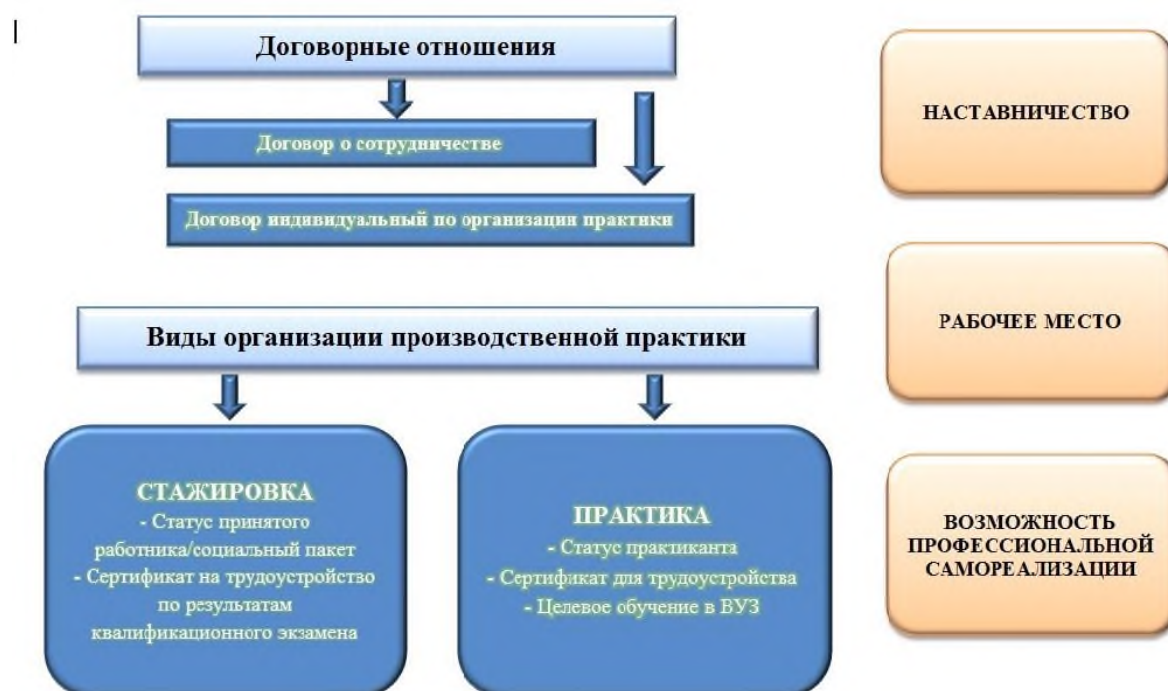 Договорные отношения
Договор о сотрудничестве
Договор индивидуальный по организация практики
Виды организации производственной практики
СТАЖИРОВКА
- Статус принятого
работника/социальный пакет
- Сертификат на трудоустройство
по результатам
квалификационного экзамена
ПРАКТИКА
- Статус практиканта
- Сертификат для трудоустройства
- Целевое обучение в ВУЗ
НАСТАВНИЧЕСТВО
РАБОЧЕЕ МЕСТО
ВОЗМОЖНОСТЬ
ПРОФЕССИОНАЛЬНОЙ
САМОРЕАЛИЗАЦИИ